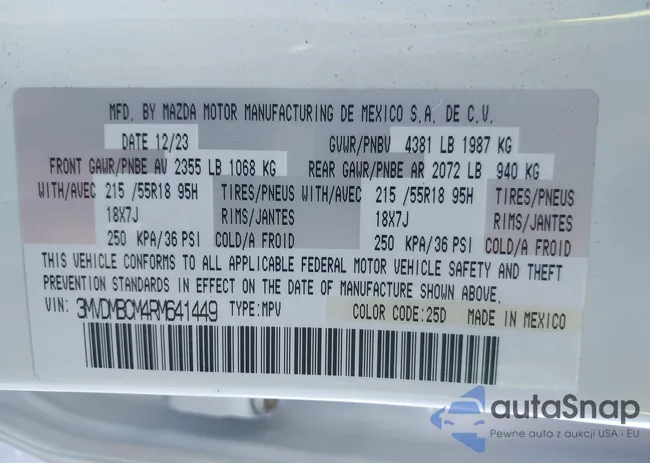 MFD. BY MAZDA MOTOR MANUFACTURING DE MEXICO S.A. DE C.V.
DATE 12/23 GVWR/PNBV 4381 LB 1987 KG
FRONT GAWR/PNBE AV 2355 LB 1068 KG REAR GAWR/PNBE AR 2072 LB 940 KG
WITH/AVEC 215 /55R18 95H TIRES/PNEUS WITH/AVEC 215 /55R18 95H TIRES/PNEUS
18X7J RIMS/JANTES 18X7J RIMS/JANTES
250 KPA/36 PSI COLD/A FROID 250 KPA/36 PSI COLD/A FROID
THIS VEHICLE CONFORMS TO ALL APPLICABLE FEDERAL MOTOR VEHICLE SAFETY AND THEFT
PREVENTION STANDARDS IN EFFECT ON THE DATE OF MANUFACTURE SHOWN ABOVE.
VIN: 3MVDMBCM4RM641449 TYPE:MPV COLOR CODE:25D MADE IN MEXICO
autoSnap
Pewne auta z aukcji USA i EU